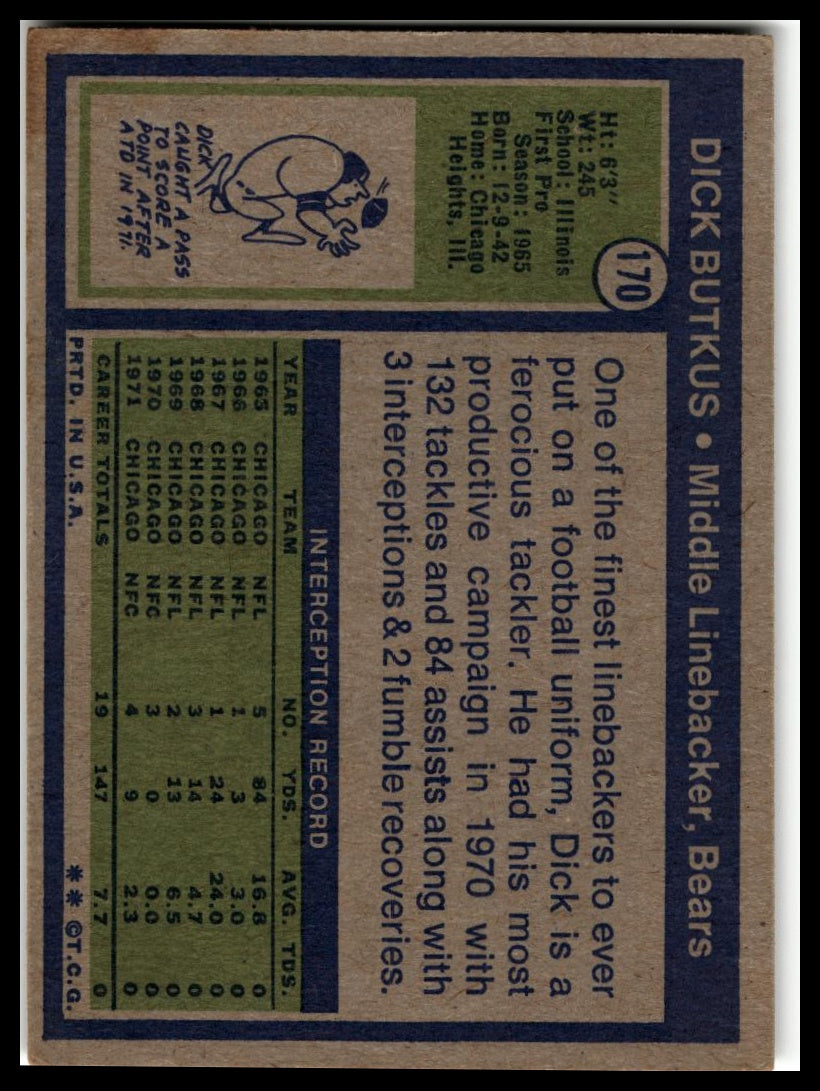 DICK BUTKUS • Middle Linebacker, Bears
170
Ht: 6'3"
Wt: 245
School: Illinois
First Pro
Season: 1965
Born: 12-9-42
Home: Chicago
Heights, Ill.
DICK
CAUGHT A PASS
TO SCORE A
POINT AFTER
A TD IN 1971.
One of the finest linebackers to ever
put on a football uniform, Dick is a
ferocious tackler. He had his most
productive campaign in 1970 with
132 tackles and 84 assists along with
3 interceptions & 2 fumble recoveries.
INTERCEPTION RECORD
YEAR TEAM NO. YDS. AVG. TDS.
1965 CHICAGO NFL 5 84 16.8 0
1966 CHICAGO NFL 1 3 3.0 0
1967 CHICAGO NFL 1 24 24.0 0
1968 CHICAGO NFL 3 14 4.7 0
1969 CHICAGO NFL 2 13 6.5 0
1970 CHICAGO NFC 3 0 0.0 0
1971 CHICAGO NFC 4 9 2.3 0
CAREER TOTALS 19 147 7.7 0
PRTD. IN U.S.A. ** ©T.C.G.